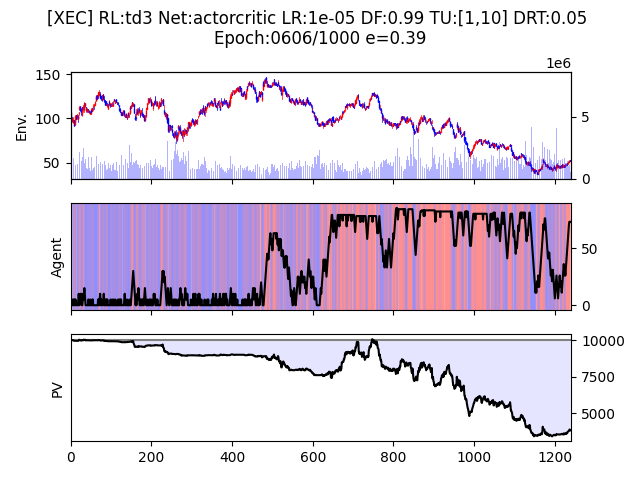 [XEC] RL:td3 Net:actorcritic LR:1e-05 DF:0.99 TU:[1,10] DRT:0.05
Epoch:0606/1000 e=0.39
1e6
150
100
50
Env.
5
0
Agent
50
0
PV
10000
7500
5000
0 200 400 600 800 1000 1200